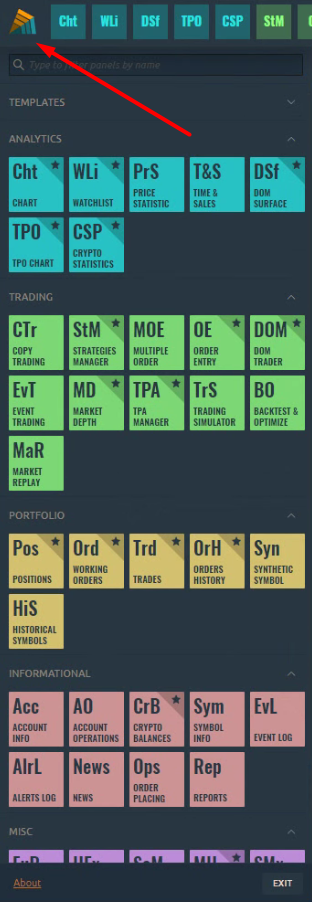 Cht WLi DSf TPO CSP StM
Type to filter panels by name
TEMPLATES
ANALYTICS
Cht WLi PrS T&S DSf
CHART WATCHLIST PRICE STATISTIC TIME & SALES DOM SURFACE
TPO CSP
TPO CHART CRYPTO STATISTICS
TRADING
CTr StM MOE OE DOM
COPY TRADING STRATEGIES MANAGER MULTIPLE ORDER ORDER ENTRY DOM TRADER
EvT MD TPA TrS BO
EVENT TRADING MARKET DEPTH TPA MANAGER TRADING SIMULATOR BACKTEST & OPTIMIZE
MaR
MARKET REPLAY
PORTFOLIO
Pos Ord Trd OrH Syn
POSITIONS WORKING ORDERS TRADES ORDERS HISTORY SYNTHETIC SYMBOL
HiS
HISTORICAL SYMBOLS
INFORMATIONAL
Acc AO CrB Sym EvL
ACCOUNT INFO ACCOUNT OPERATIONS CRYPTO BALANCES SYMBOL INFO EVENT LOG
AlrL News Ops Rep
ALERTS LOG NEWS ORDER PLACING REPORTS
MISC
About EXIT